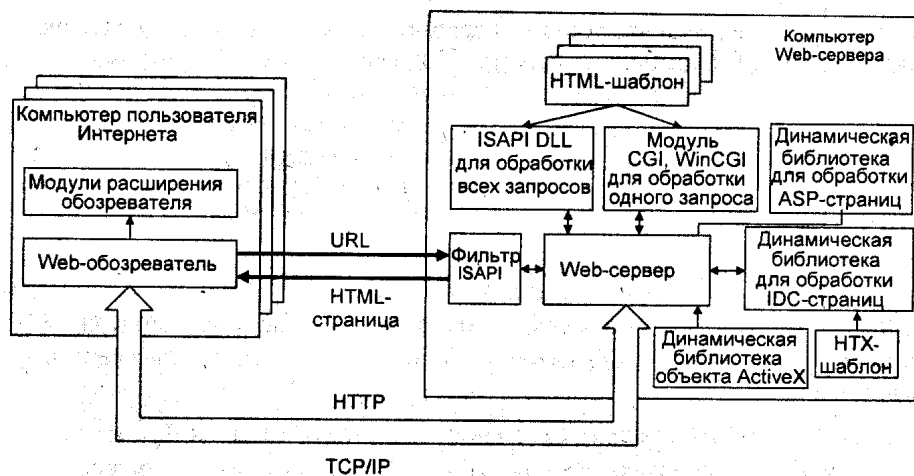 Компьютер
Web-сервера
HTML-шаблон
Компьютер пользователя
Интернета
Модули расширения
обозревателя
Web-обозреватель
URL
HTML-
страница
ISAPI DLL
для обработки
всех запросов
Модуль
CGI, WinCGI
для обработки
одного запроса
Динамическая
библиотека
для обработки
ASP-страниц
Фильтр
ISAPI
Web-сервер
Динамическая
библиотека
для обработки
IDC-страниц
Динамическая
библиотека
объекта ActiveX
HTX-
шаблон
HTTP
TCP/IP